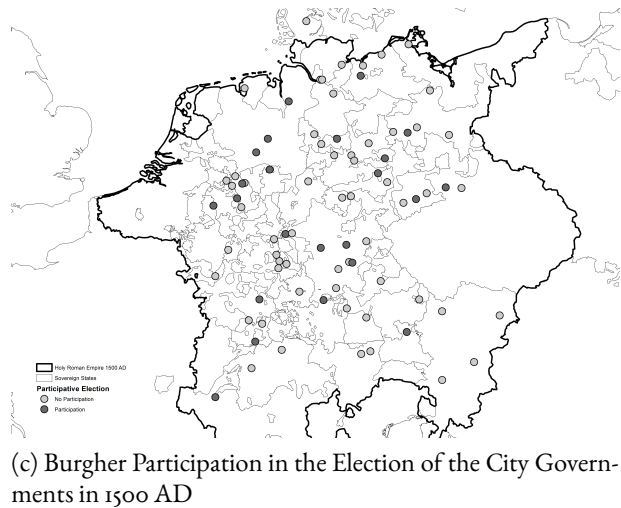 Holy Roman Empire 1500 AD
Sovereign States
Participative Election
No Participation
Participation
(c) Burgher Participation in the Election of the City Govern-
ments in 1500 AD